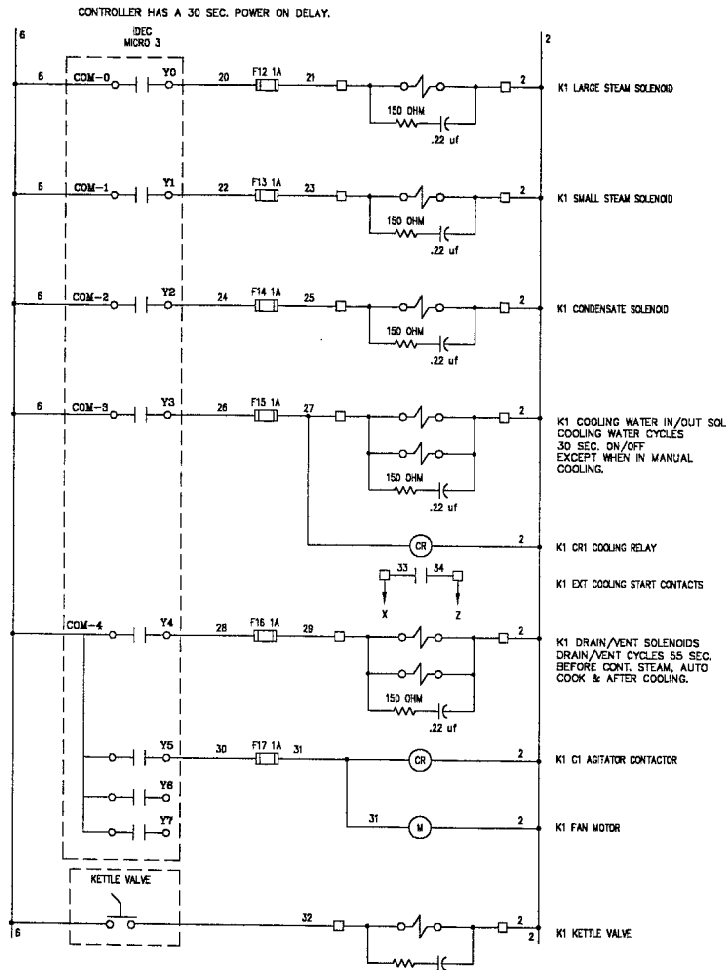 CONTROLLER HAS A 30 SEC. POWER ON DELAY.
6
IDEC
MICRO 3
2
6
COM-0
Y0
20
F12 1A
21
2
K1 LARGE STEAM SOLENOID
150 OHM
.22 uf
6
COM-1
Y1
22
F13 1A
23
2
K1 SMALL STEAM SOLENOID
150 OHM
.22 uf
6
COM-2
Y2
24
F14 1A
25
2
K1 CONDENSATE SOLENOID
150 OHM
.22 uf
6
COM-3
Y3
26
F15 1A
27
2
K1 COOLING WATER IN/OUT SOL
COOLING WATER CYCLES
30 SEC. ON/OFF
EXCEPT WHEN IN MANUAL
COOLING.
150 OHM
.22 uf
CR
2
K1 CR1 COOLING RELAY
33
34
K1 EXT COOLING START CONTACTS
X
Z
COM-4
Y4
28
F16 1A
29
2
K1 DRAIN/VENT SOLENOIDS
DRAIN/VENT CYCLES 55 SEC.
BEFORE CONT. STEAM, AUTO
COOK & AFTER COOLING.
150 OHM
.22 uf
Y5
30
F17 1A
31
CR
2
K1 C1 AGITATOR CONTACTOR
Y6
Y7
31
M
2
K1 FAN MOTOR
KETTLE VALVE
6
32
2
2
K1 KETTLE VALVE